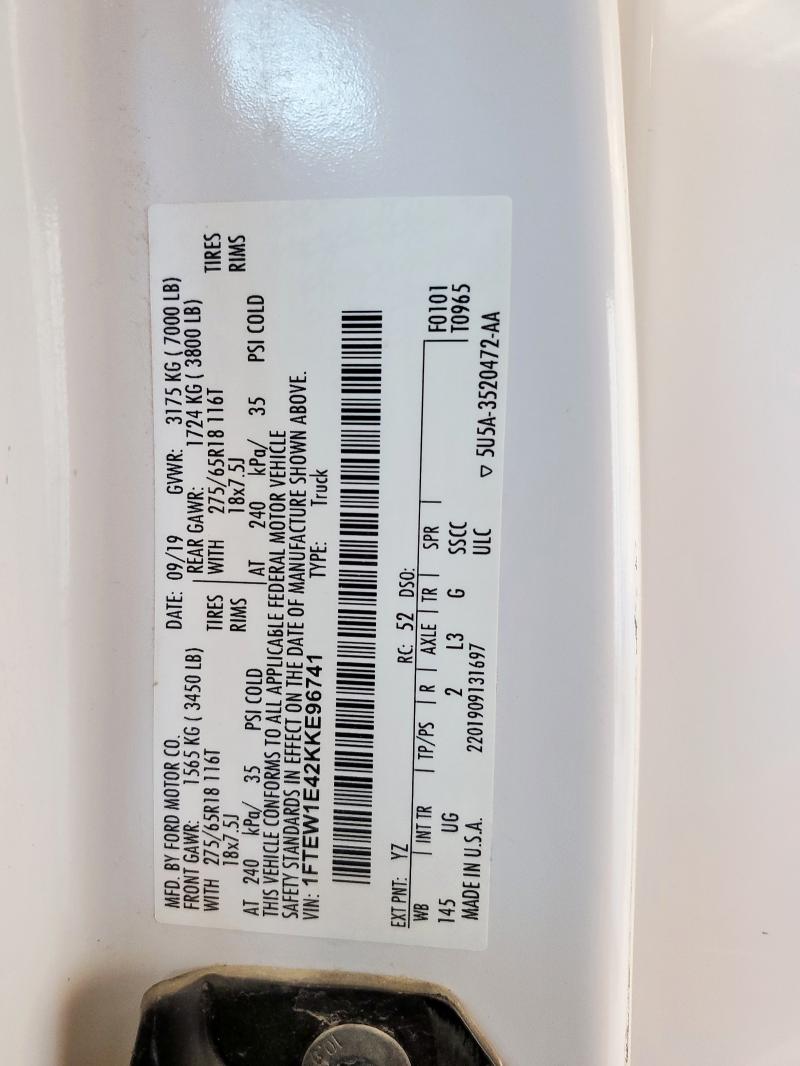 MFD. BY FORD MOTOR CO. DATE: 09/19 GVWR: 3175 KG ( 7000 LB)
FRONT GAWR: 1565 KG ( 3450 LB) REAR GAWR: 1724 KG ( 3800 LB)
WITH 275/65R18 116T TIRES WITH 275/65R18 116T TIRES
18x7.5J RIMS 18x7.5J RIMS
AT 240 kPa/ 35 PSI COLD AT 240 kPa/ 35 PSI COLD
THIS VEHICLE CONFORMS TO ALL APPLICABLE FEDERAL MOTOR VEHICLE
SAFETY STANDARDS IN EFFECT ON THE DATE OF MANUFACTURE SHOWN ABOVE.
VIN: 1FTEW1E42KKE96741 TYPE: Truck
EXT PNT: YZ RC: 52 DSO:
WB INT TR TP/PS R AXLE TR SPR F0101
145 UG 2 L3 G SSCC T0965
MADE IN U.S.A. 2201909131697 ULC ▽ 5U5A-3520472-AA